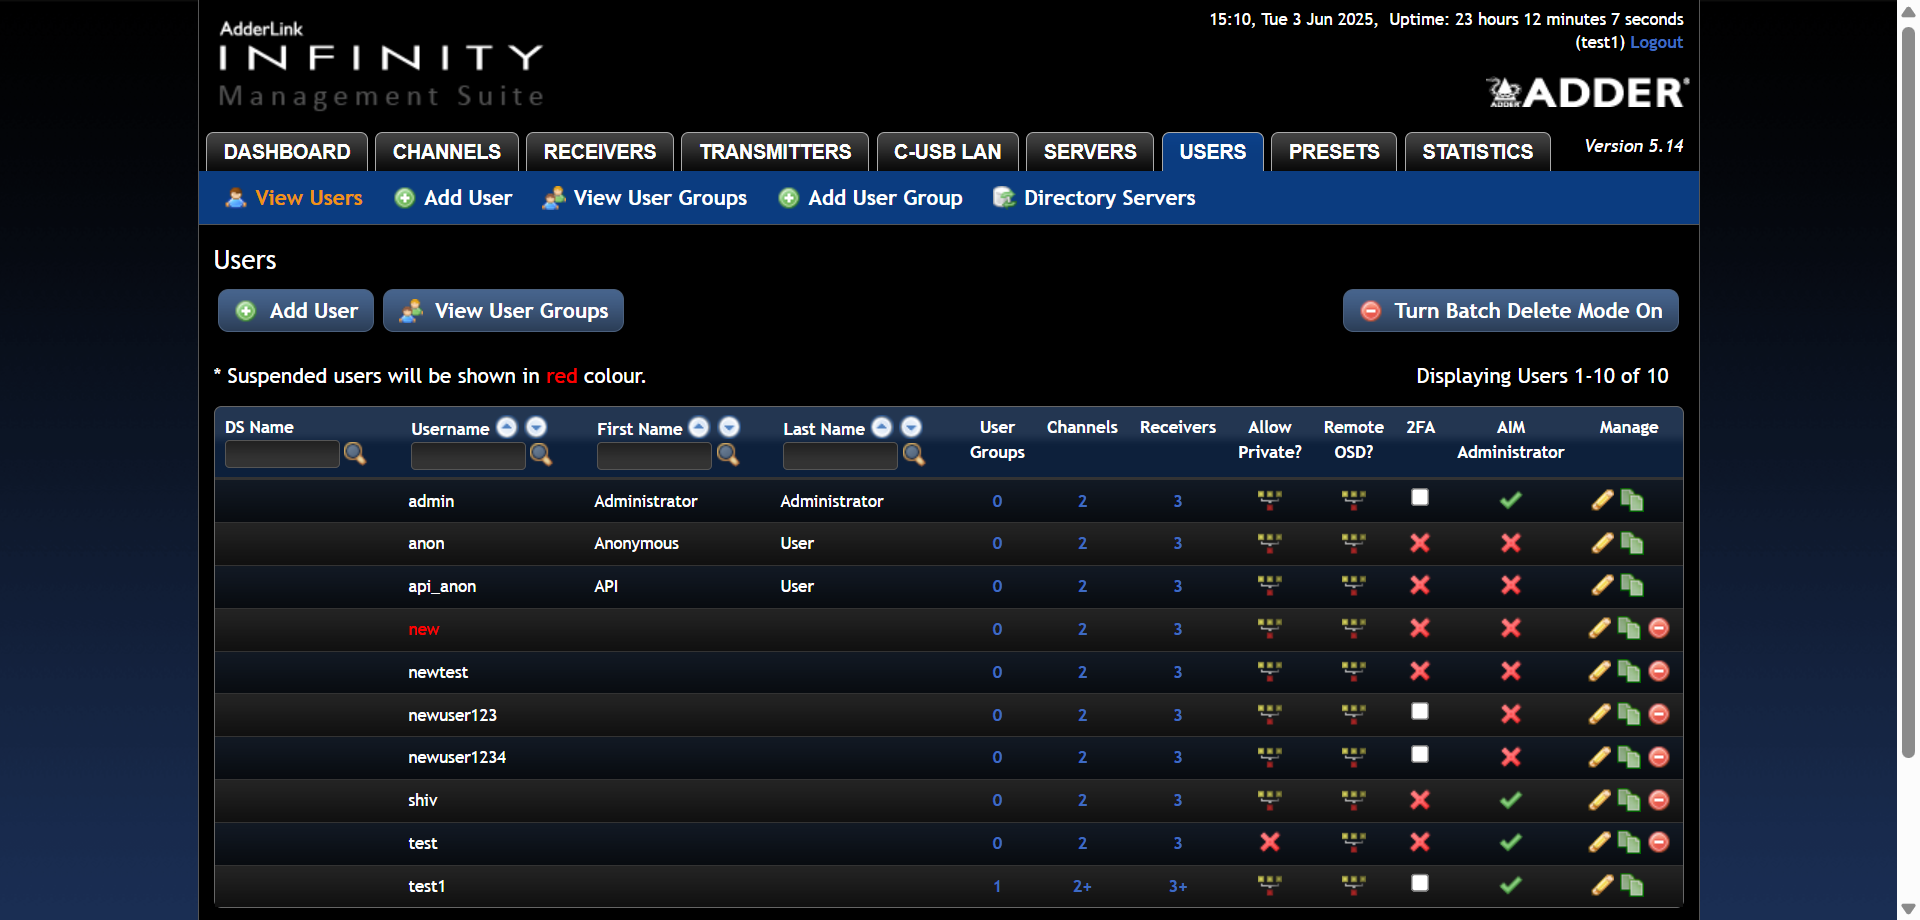 AdderLink
INFINITY
Management Suite
15:10, Tue 3 Jun 2025, Uptime: 23 hours 12 minutes 7 seconds
(test1) Logout
ADDER
ADDER
Version 5.14
DASHBOARD CHANNELS RECEIVERS TRANSMITTERS C-USB LAN SERVERS USERS PRESETS STATISTICS
View Users Add User View User Groups Add User Group Directory Servers
Users
Add User View User Groups Turn Batch Delete Mode On
* Suspended users will be shown in red colour. Displaying Users 1-10 of 10
DS Name Username First Name Last Name User Groups Channels Receivers Allow Private? Remote OSD? 2FA AIM Administrator Manage
admin Administrator Administrator 0 2 3
anon Anonymous User 0 2 3
api_anon API User 0 2 3
new 0 2 3
newtest 0 2 3
newuser123 0 2 3
newuser1234 0 2 3
shiv 0 2 3
test 0 2 3
test1 1 2+ 3+